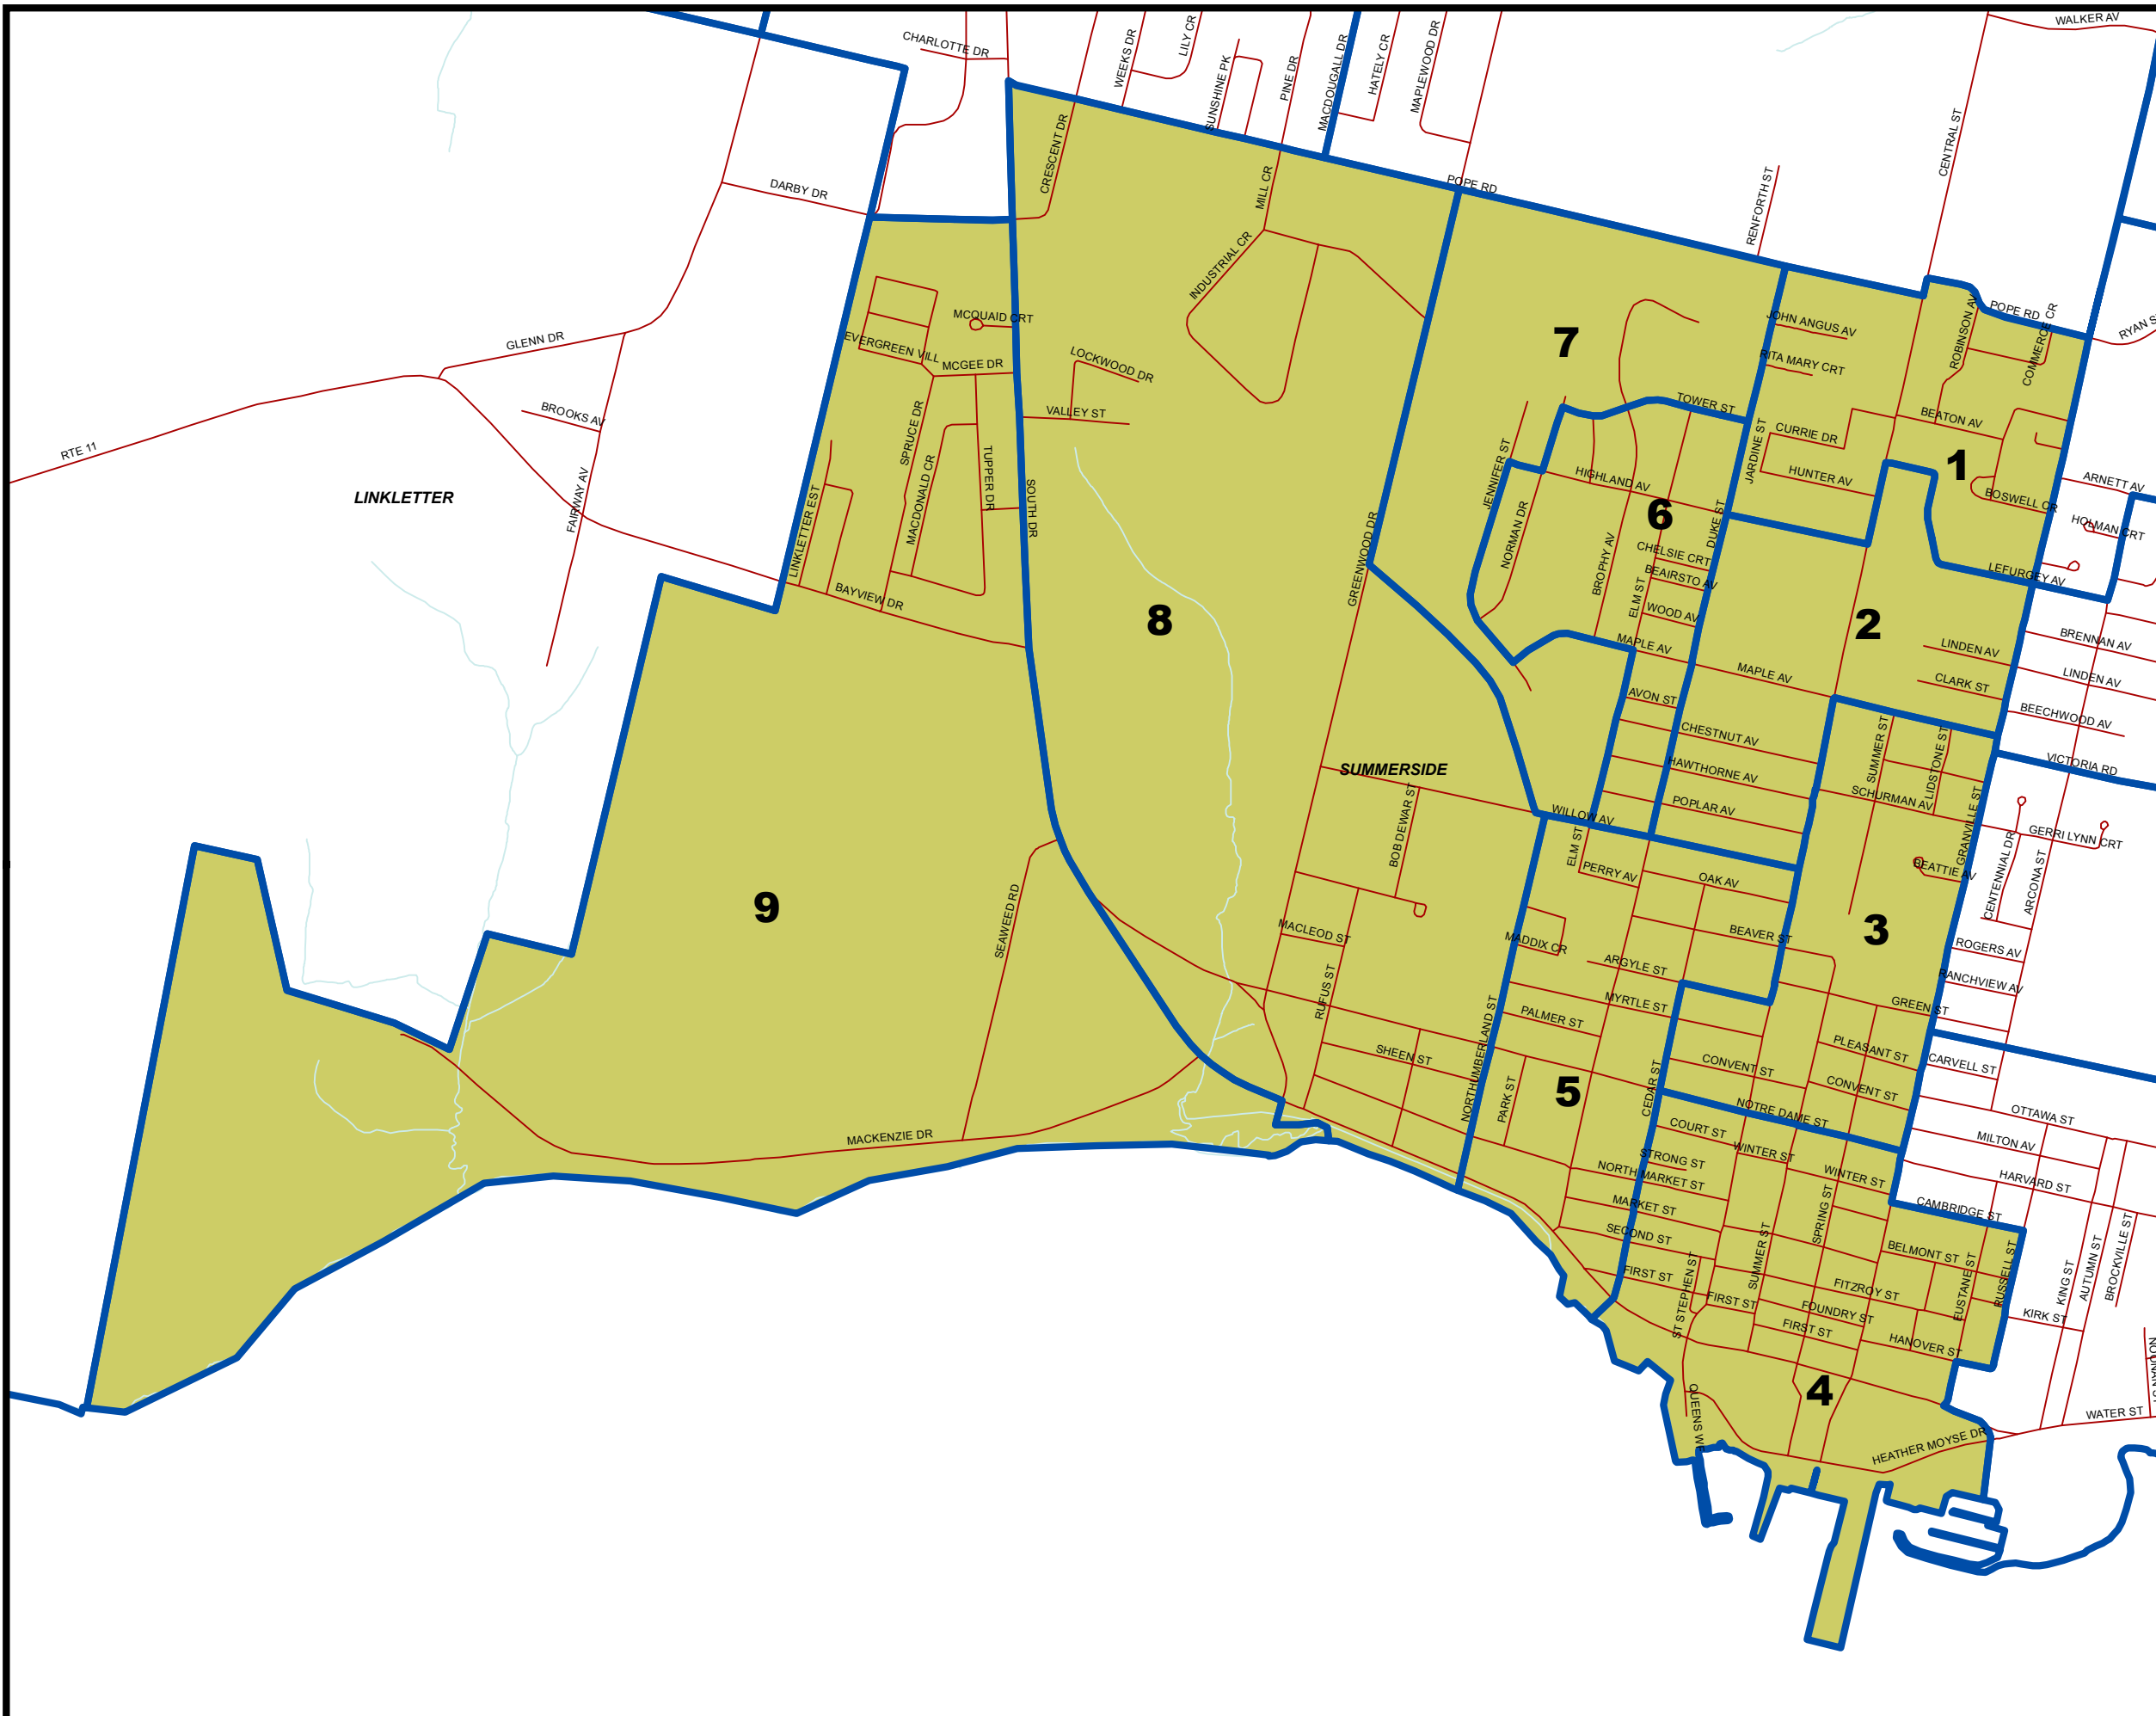 WALKER AV
CHARLOTTE DR
WEEKS DR
LILY CR
SUNSHINE PK
PINE DR
MACDOUGALL DR
HATELY CR
MAPLEWOOD DR
CENTRAL ST
CRESCENT DR
MILL CR
POPE RD
RENFORTH ST
DARBY DR
INDUSTRIAL CR
MCQUAID CRT
EVERGREEN VILL
MCGEE DR
LOCKWOOD DR
VALLEY ST
7
JOHN ANGUS AV
RITA MARY CRT
ROBINSON AV
POPE RD
COMMERCE CR
RYAN S
GLENN DR
BROOKS AV
RTE 11
LINKLETTER
FAIRWAY AV
SPRUCE DR
MACDONALD CR
TUPPER DR
SOUTH DR
LINKLETTER EST
BAYVIEW DR
TOWER ST
JARDINE ST
CURRIE DR
HUNTER AV
BEATON AV
1
BOSWELL CR
ARNETT AV
HOLMAN CRT
LEFURGEY AV
JENNIFER ST
HIGHLAND AV
NORMAN DR
6
DUKE ST
CHELSIE CRT
BEAIRSTO AV
BROPHY AV
ELM ST
WOOD AV
MAPLE AV
GREENWOOD DR
8
2
MAPLE AV
LINDEN AV
CLARK ST
BRENNAN AV
LINDEN AV
BEECHWOOD AV
VICTORIA RD
AVON ST
CHESTNUT AV
HAWTHORNE AV
POPLAR AV
SUMMER ST
LIDSTONE ST
SCHURMAN AV
GRANVILLE ST
SUMMERSIDE
BOB DEWAR ST
WILLOW AV
ELM ST
PERRY AV
OAK AV
BEATTIE AV
GERRI LYNN CRT
CENTENNIAL DR
ARCONA ST
9
SEAWEED RD
MACLEOD ST
MADDIX CR
BEAVER ST
3
ROGERS AV
RANCHVIEW AV
ARGYLE ST
RUFUS ST
NORTHUMBERLAND ST
MYRTLE ST
PALMER ST
GREEN ST
SHEEN ST
PARK ST
5
CEDAR ST
CONVENT ST
PLEASANT ST
CONVENT ST
CARVELL ST
NOTRE DAME ST
OTTAWA ST
MACKENZIE DR
COURT ST
WINTER ST
MILTON AV
STRONG ST
NORTH MARKET ST
WINTER ST
HARVARD ST
MARKET ST
SPRING ST
CAMBRIDGE ST
SECOND ST
SUMMER ST
BELMONT ST
EUSTANE ST
RUSSELL ST
KING ST
AUTUMN ST
BROCKVILLE ST
FIRST ST
ST STEPHEN ST
FIRST ST
FITZROY ST
FOUNDRY ST
FIRST ST
HANOVER ST
KIRK ST
4
QUEENS W
HEATHER MOYSE DR
WATER ST